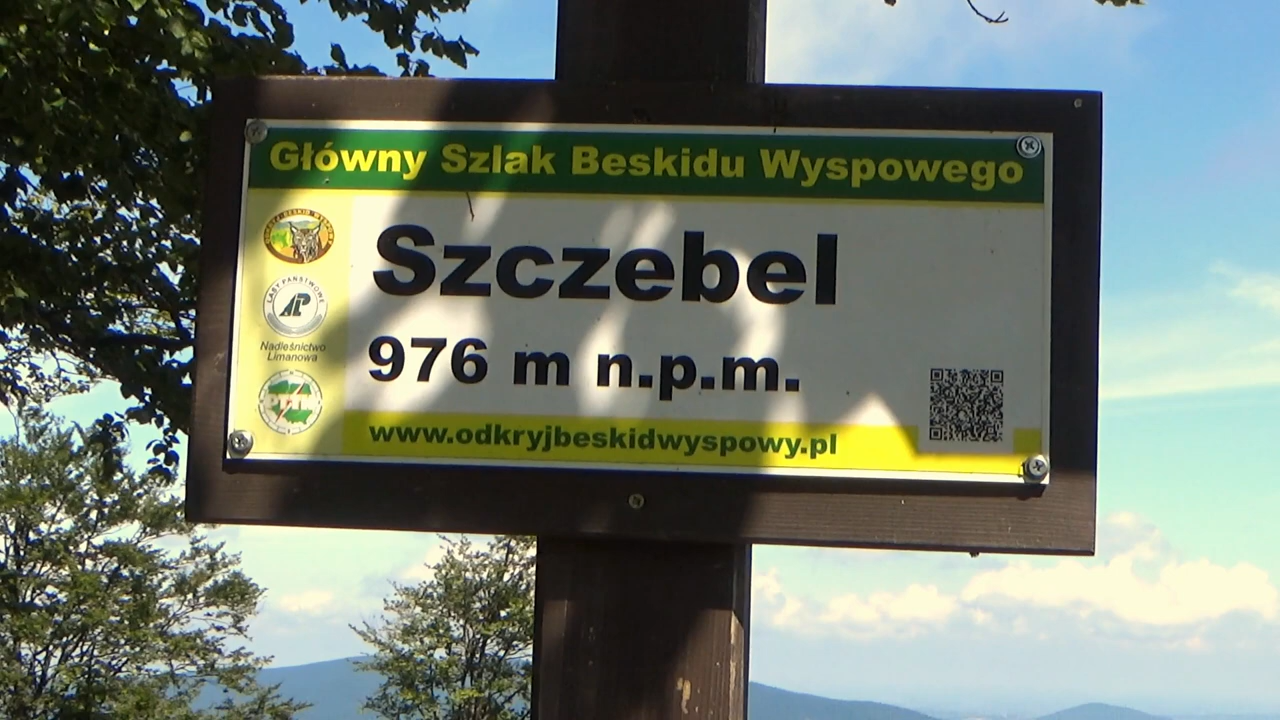 Główny Szlak Beskidu Wyspowego
Szczebel
LASY PAŃSTWOWE
Nadleśnictwo
Limanowa
976 m n.p.m.
PTTK
www.odkryjbeskidwyspowy.pl